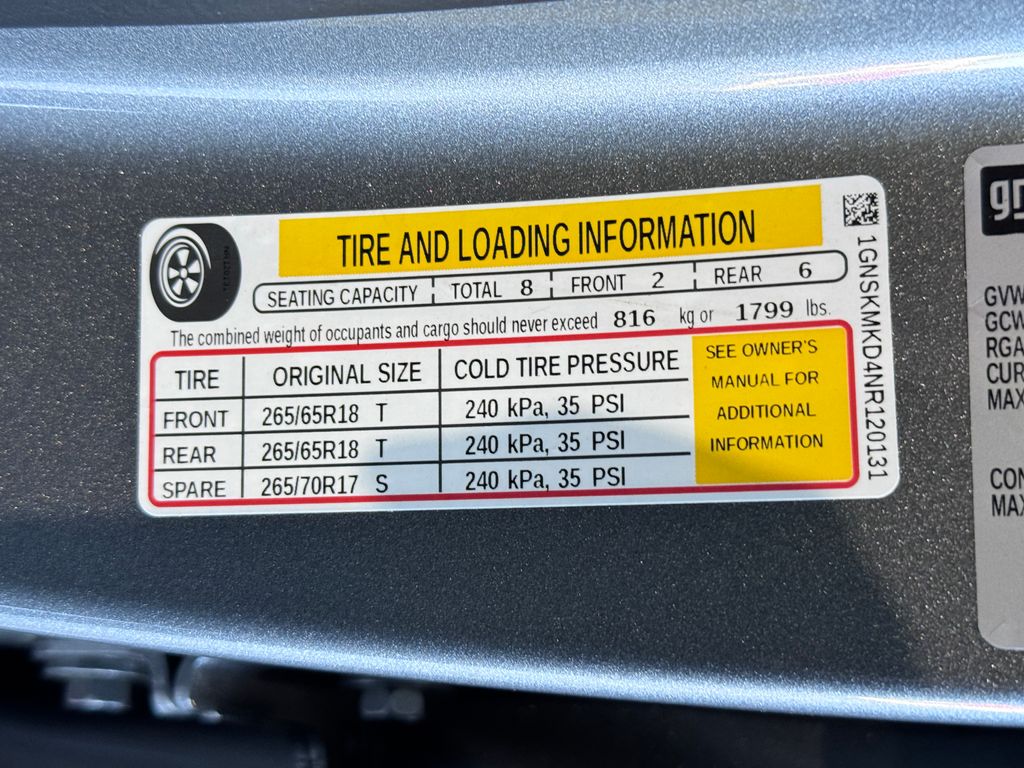 TIRE AND LOADING INFORMATION
SEATING CAPACITY TOTAL 8 FRONT 2 REAR 6
The combined weight of occupants and cargo should never exceed 816 kg or 1799 lbs.
TIRE ORIGINAL SIZE COLD TIRE PRESSURE
FRONT 265/65R18 T 240 kPa, 35 PSI
REAR 265/65R18 T 240 kPa, 35 PSI
SPARE 265/70R17 S 240 kPa, 35 PSI
SEE OWNER'S
MANUAL FOR
ADDITIONAL
INFORMATION
1GNSKMKD4NR120131
GVW
GCW
RGA
CUR
MAX
CON
MAX